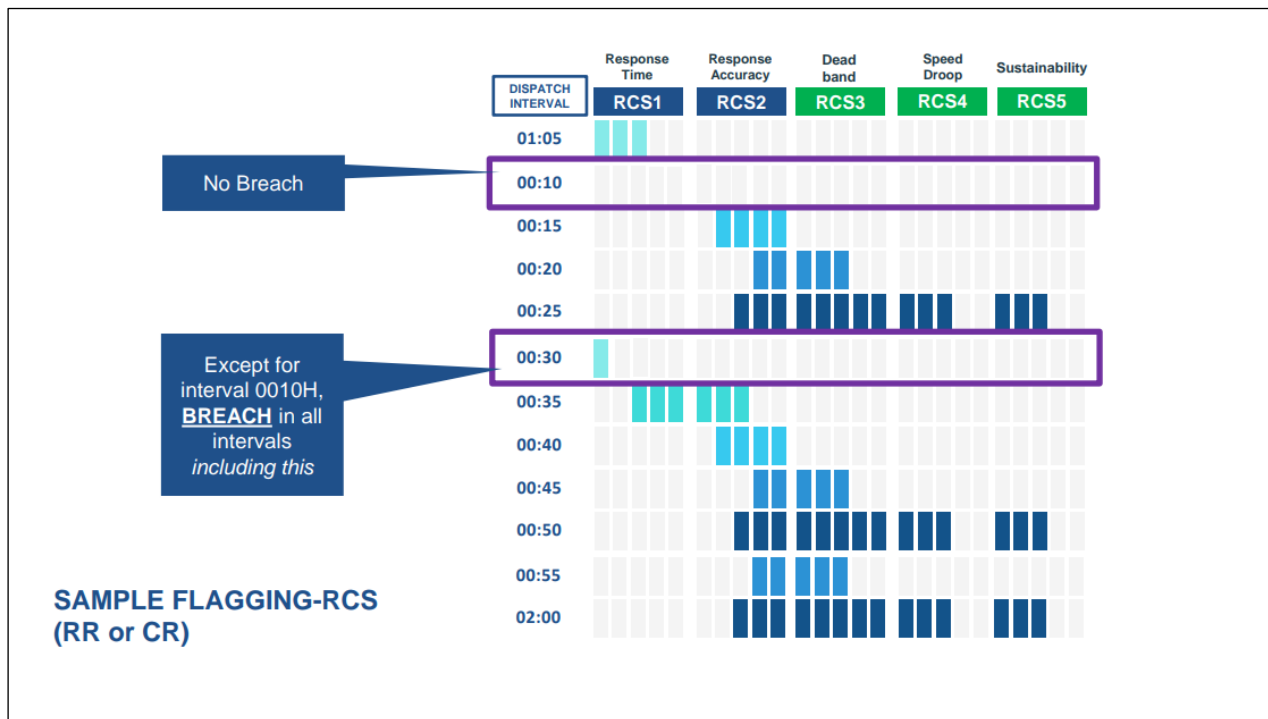 Response
Time
Response
Accuracy
Dead
band
Speed
Droop
Sustainability
DISPATCH
INTERVAL
RCS1
RCS2
RCS3
RCS4
RCS5
01:05
No Breach
00:10
00:15
00:20
00:25
00:30
Except for
interval 0010H,
BREACH in all
intervals
including this
00:35
00:40
00:45
00:50
00:55
02:00
SAMPLE FLAGGING-RCS
(RR or CR)